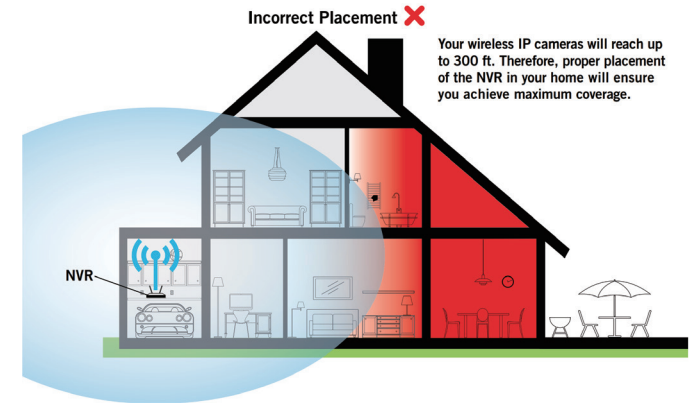 Incorrect Placement
Your wireless IP cameras will reach up
to 300 ft. Therefore, proper placement
of the NVR in your home will ensure
you achieve maximum coverage.
NVR